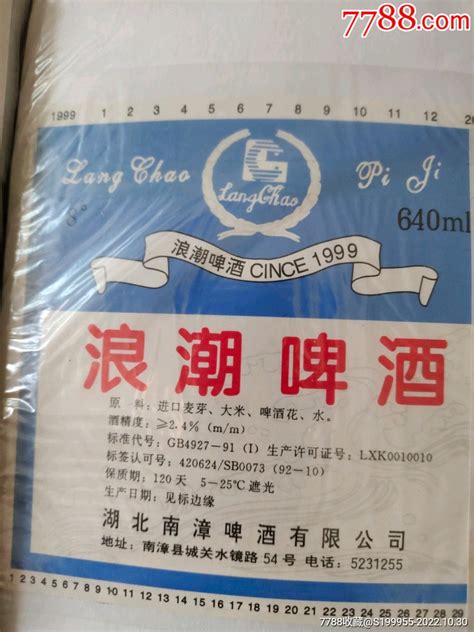 7788.com
1999 1 2 3 4 5 6 7 8 9 10 11 12 20
LangChao
Lang Chao Pi Ji
8° 640ml
浪潮啤酒 CINCE 1999
浪潮啤酒
原 料：进口麦芽、大米、啤酒花、水。
酒精度：≥2.4% (m/m)
标准代号：GB4927-91 (I) 生产许可证号：LXK0010010
标签认可号：420624/SB0073 (92-10)
保质期：120 天 5-25℃遮光
生产日期：见标边缘
湖北南漳啤酒有限公司
地址：南漳县城关水镜路 54 号 电话：5231255
1 2 3 4 5 6 7 8 9 10 11 12 13 14 15 16 17 18 19 20 21 22 23 24 25 26 27 28 29
7788收藏@S199955-2022.10.30